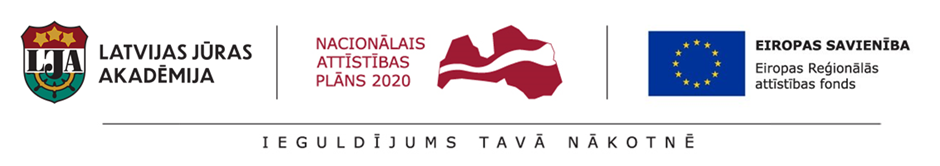 LJA
LATVIJAS JŪRAS
AKADĒMIJA
NACIONĀLAIS
ATTĪSTĪBAS
PLĀNS 2020
EIROPAS SAVIENĪBA
Eiropas Reģionālās
attīstības fonds
IEGULDĪJUMS TAVĀ NĀKOTNĒ